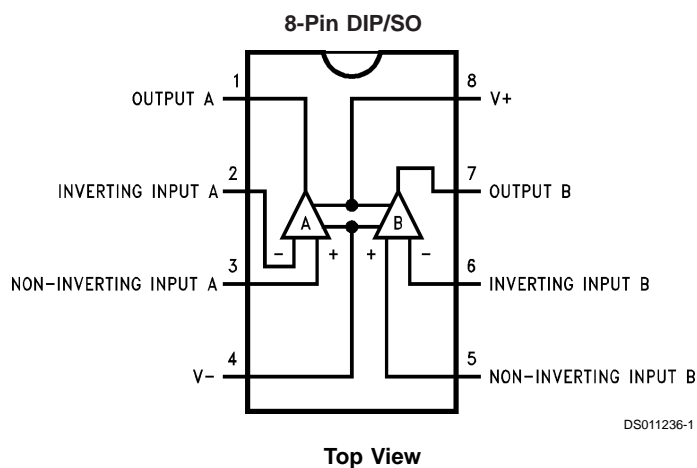 8-Pin DIP/SO
1
OUTPUT A
8
V+
2
INVERTING INPUT A
7
OUTPUT B
A
B
−
+
+
−
3
NON−INVERTING INPUT A
6
INVERTING INPUT B
4
V−
5
NON−INVERTING INPUT B
DS011236-1
Top View